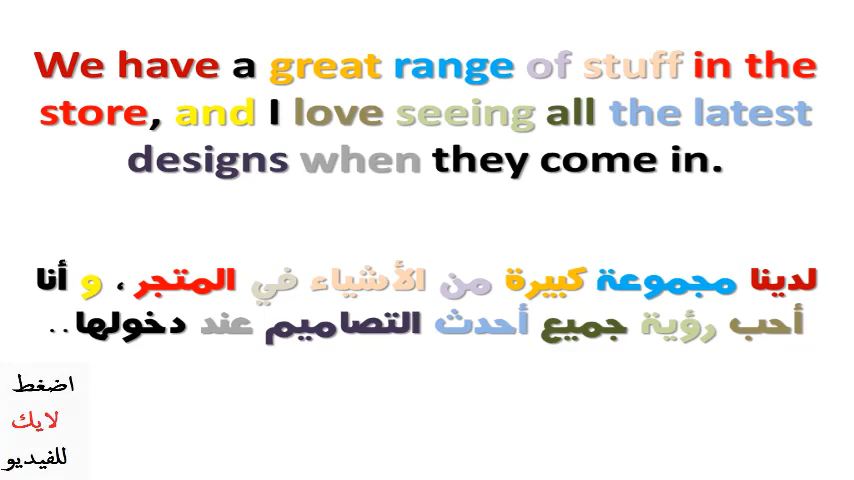 We have a great range of stuff in the
store, and I love seeing all the latest
designs when they come in.
لدينا مجموعة كبيرة من الأشياء في المتجر ، و أنا
أحب رؤية جميع أحدث التصاميم عند دخولها . .
اضغط
لايك
للفيديو